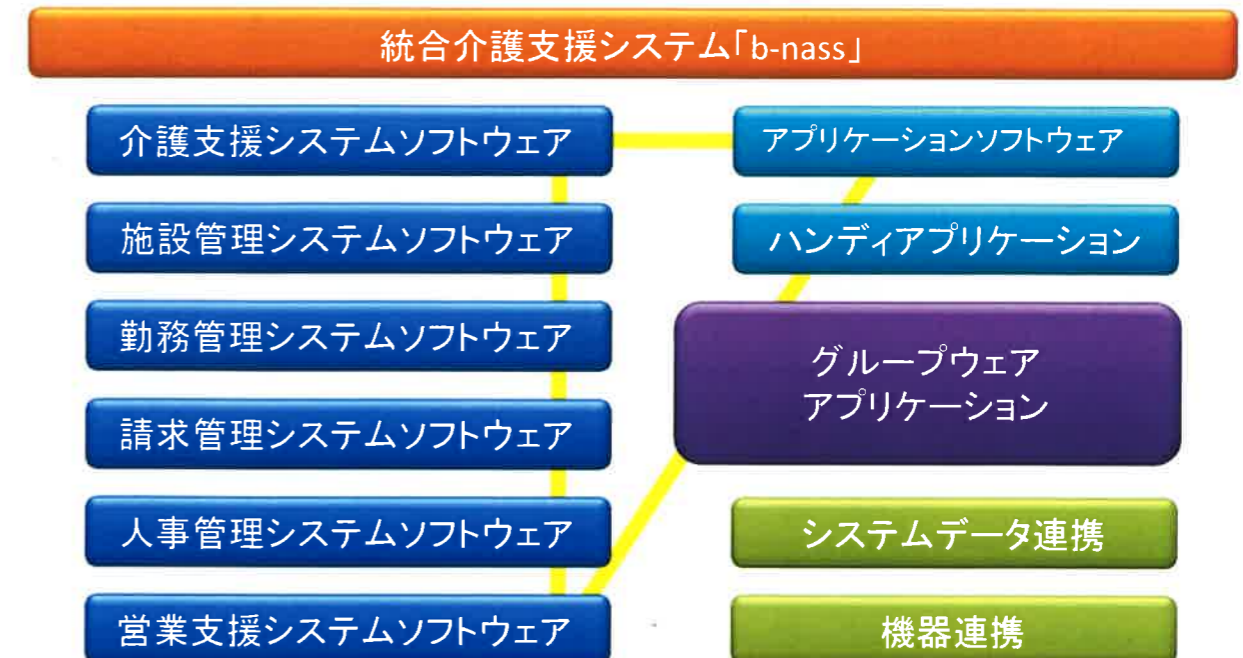 統合介護支援システム「b-nass」
介護支援システムソフトウェア
施設管理システムソフトウェア
勤務管理システムソフトウェア
請求管理システムソフトウェア
人事管理システムソフトウェア
営業支援システムソフトウェア
アプリケーションソフトウェア
ハンディアプリケーション
グループウェア
アプリケーション
システムデータ連携
機器連携